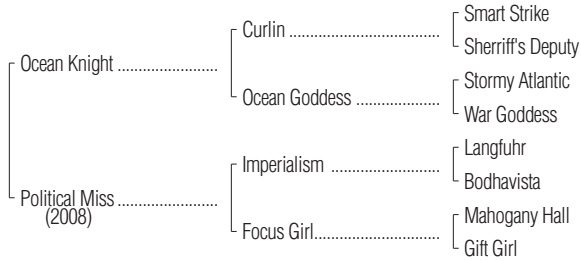 Smart Strike
Curlin
Sherriff's Deputy
Ocean Knight
Stormy Atlantic
Ocean Goddess
War Goddess
Langfuhr
Imperialism
Bodhavista
Political Miss
(2008)
Mahogany Hall
Focus Girl
Gift Girl